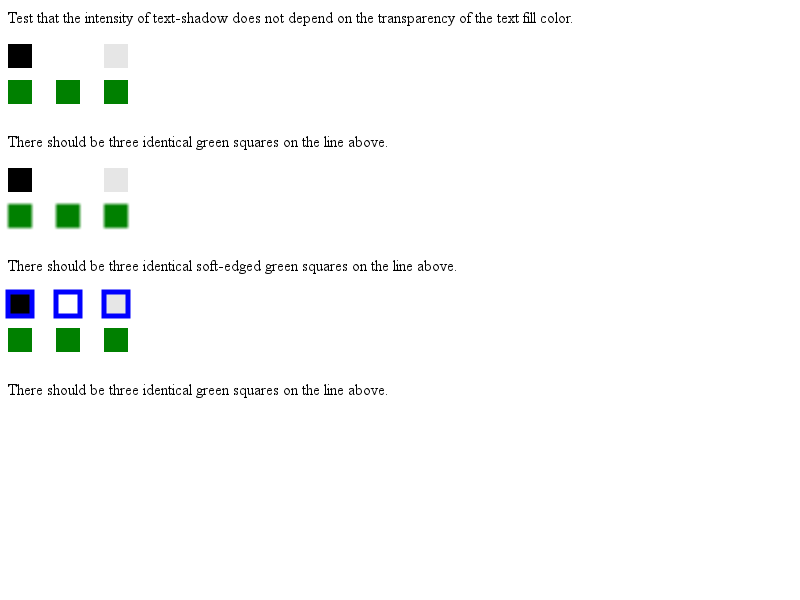 Test that the intensity of text-shadow does not depend on the transparency of the text fill color.
There should be three identical green squares on the line above.
There should be three identical soft-edged green squares on the line above.
There should be three identical green squares on the line above.